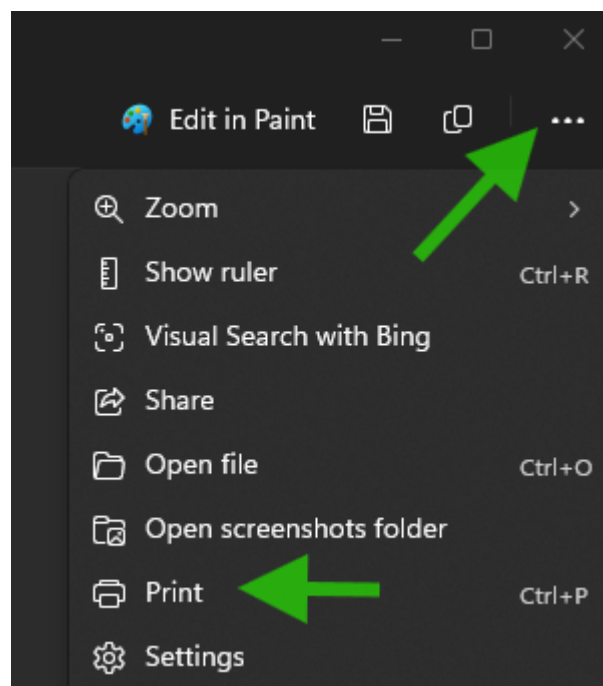 Edit in Paint
Zoom
Show ruler Ctrl+R
Visual Search with Bing
Share
Open file Ctrl+O
Open screenshots folder
Print Ctrl+P
Settings